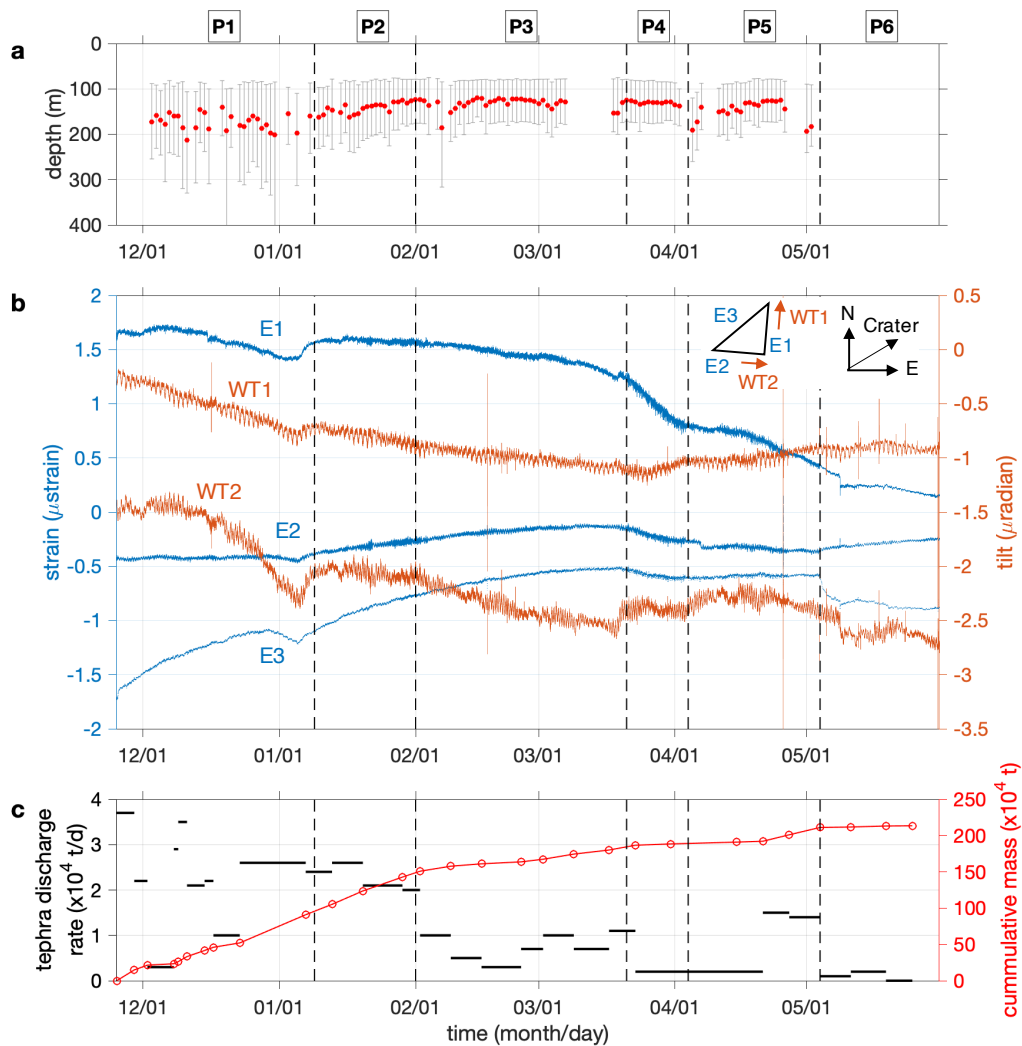 P1 P2 P3 P4 P5 P6
a
0
100
200
300
400
depth (m)
12/01 01/01 02/01 03/01 04/01 05/01
b
2
1.5
1
0.5
0
-0.5
-1
-1.5
-2
strain (μstrain)
0.5
0
-0.5
-1
-1.5
-2
-2.5
-3
-3.5
tilt (μradian)
E1
WT1
WT2
E2
E3
E3
WT1
E1
E2
WT2
N
Crater
E
12/01 01/01 02/01 03/01 04/01 05/01
c
4
3
2
1
0
tephra discharge
rate (x10⁴ t/d)
250
200
150
100
50
0
cummulative mass (x10⁴ t)
12/01 01/01 02/01 03/01 04/01 05/01
time (month/day)